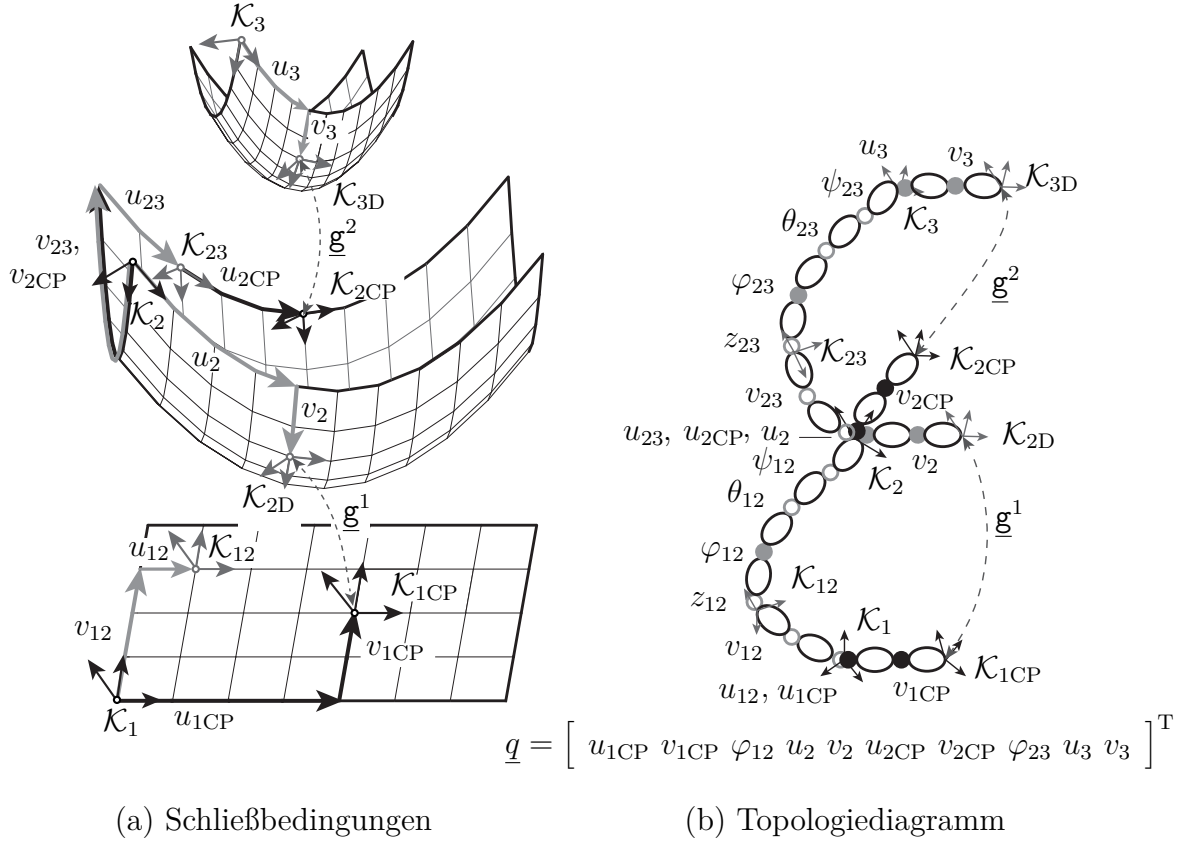 𝒦₃
u₃
v₃
𝒦₃D
g²
u₂₃
v₂₃,
v₂CP
𝒦₂₃
u₂CP
𝒦₂CP
𝒦₂
u₂
v₂
𝒦₂D
g¹
u₁₂
𝒦₁₂
𝒦₁CP
v₁₂
v₁CP
𝒦₁
u₁CP
(a) Schließbedingungen
u₃
v₃
𝒦₃D
ψ₂₃
𝒦₃
θ₂₃
φ₂₃
g²
z₂₃
𝒦₂₃
𝒦₂CP
v₂₃
v₂CP
u₂₃, u₂CP, u₂
𝒦₂D
ψ₁₂
𝒦₂
v₂
θ₁₂
g¹
φ₁₂
𝒦₁₂
z₁₂
𝒦₁
v₁₂
𝒦₁CP
u₁₂, u₁CP
v₁CP
q = [ u₁CP v₁CP φ₁₂ u₂ v₂ u₂CP v₂CP φ₂₃ u₃ v₃ ]ᵀ
(b) Topologiediagramm